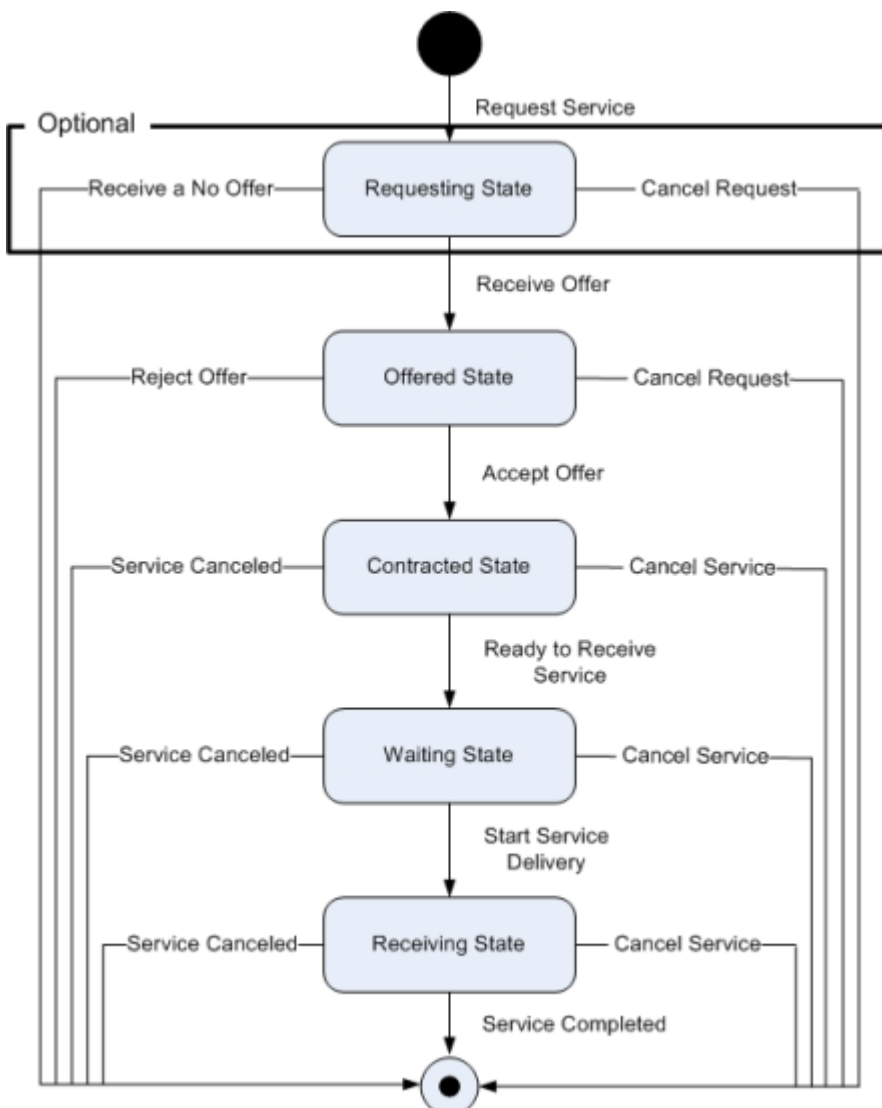 Request Service
Optional
Receive a No Offer
Requesting State
Cancel Request
Receive Offer
Reject Offer
Offered State
Cancel Request
Accept Offer
Service Canceled
Contracted State
Cancel Service
Ready to Receive
Service
Service Canceled
Waiting State
Cancel Service
Start Service
Delivery
Service Canceled
Receiving State
Cancel Service
Service Completed